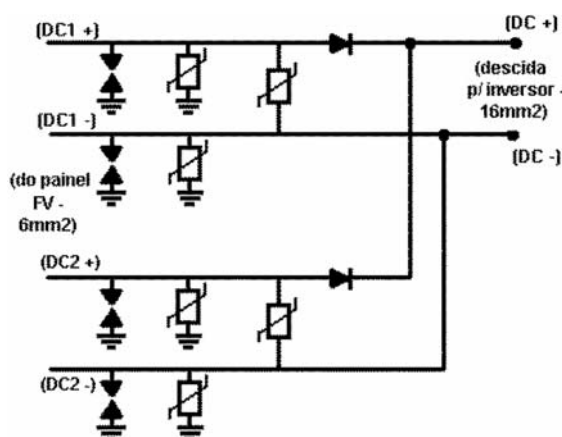 (DC1 +)
(DC +)
(descida
p/ inversor -
16mm2)
(DC1 -)
(DC -)
(do painel
FV -
6mm2)
(DC2 +)
(DC2 -)